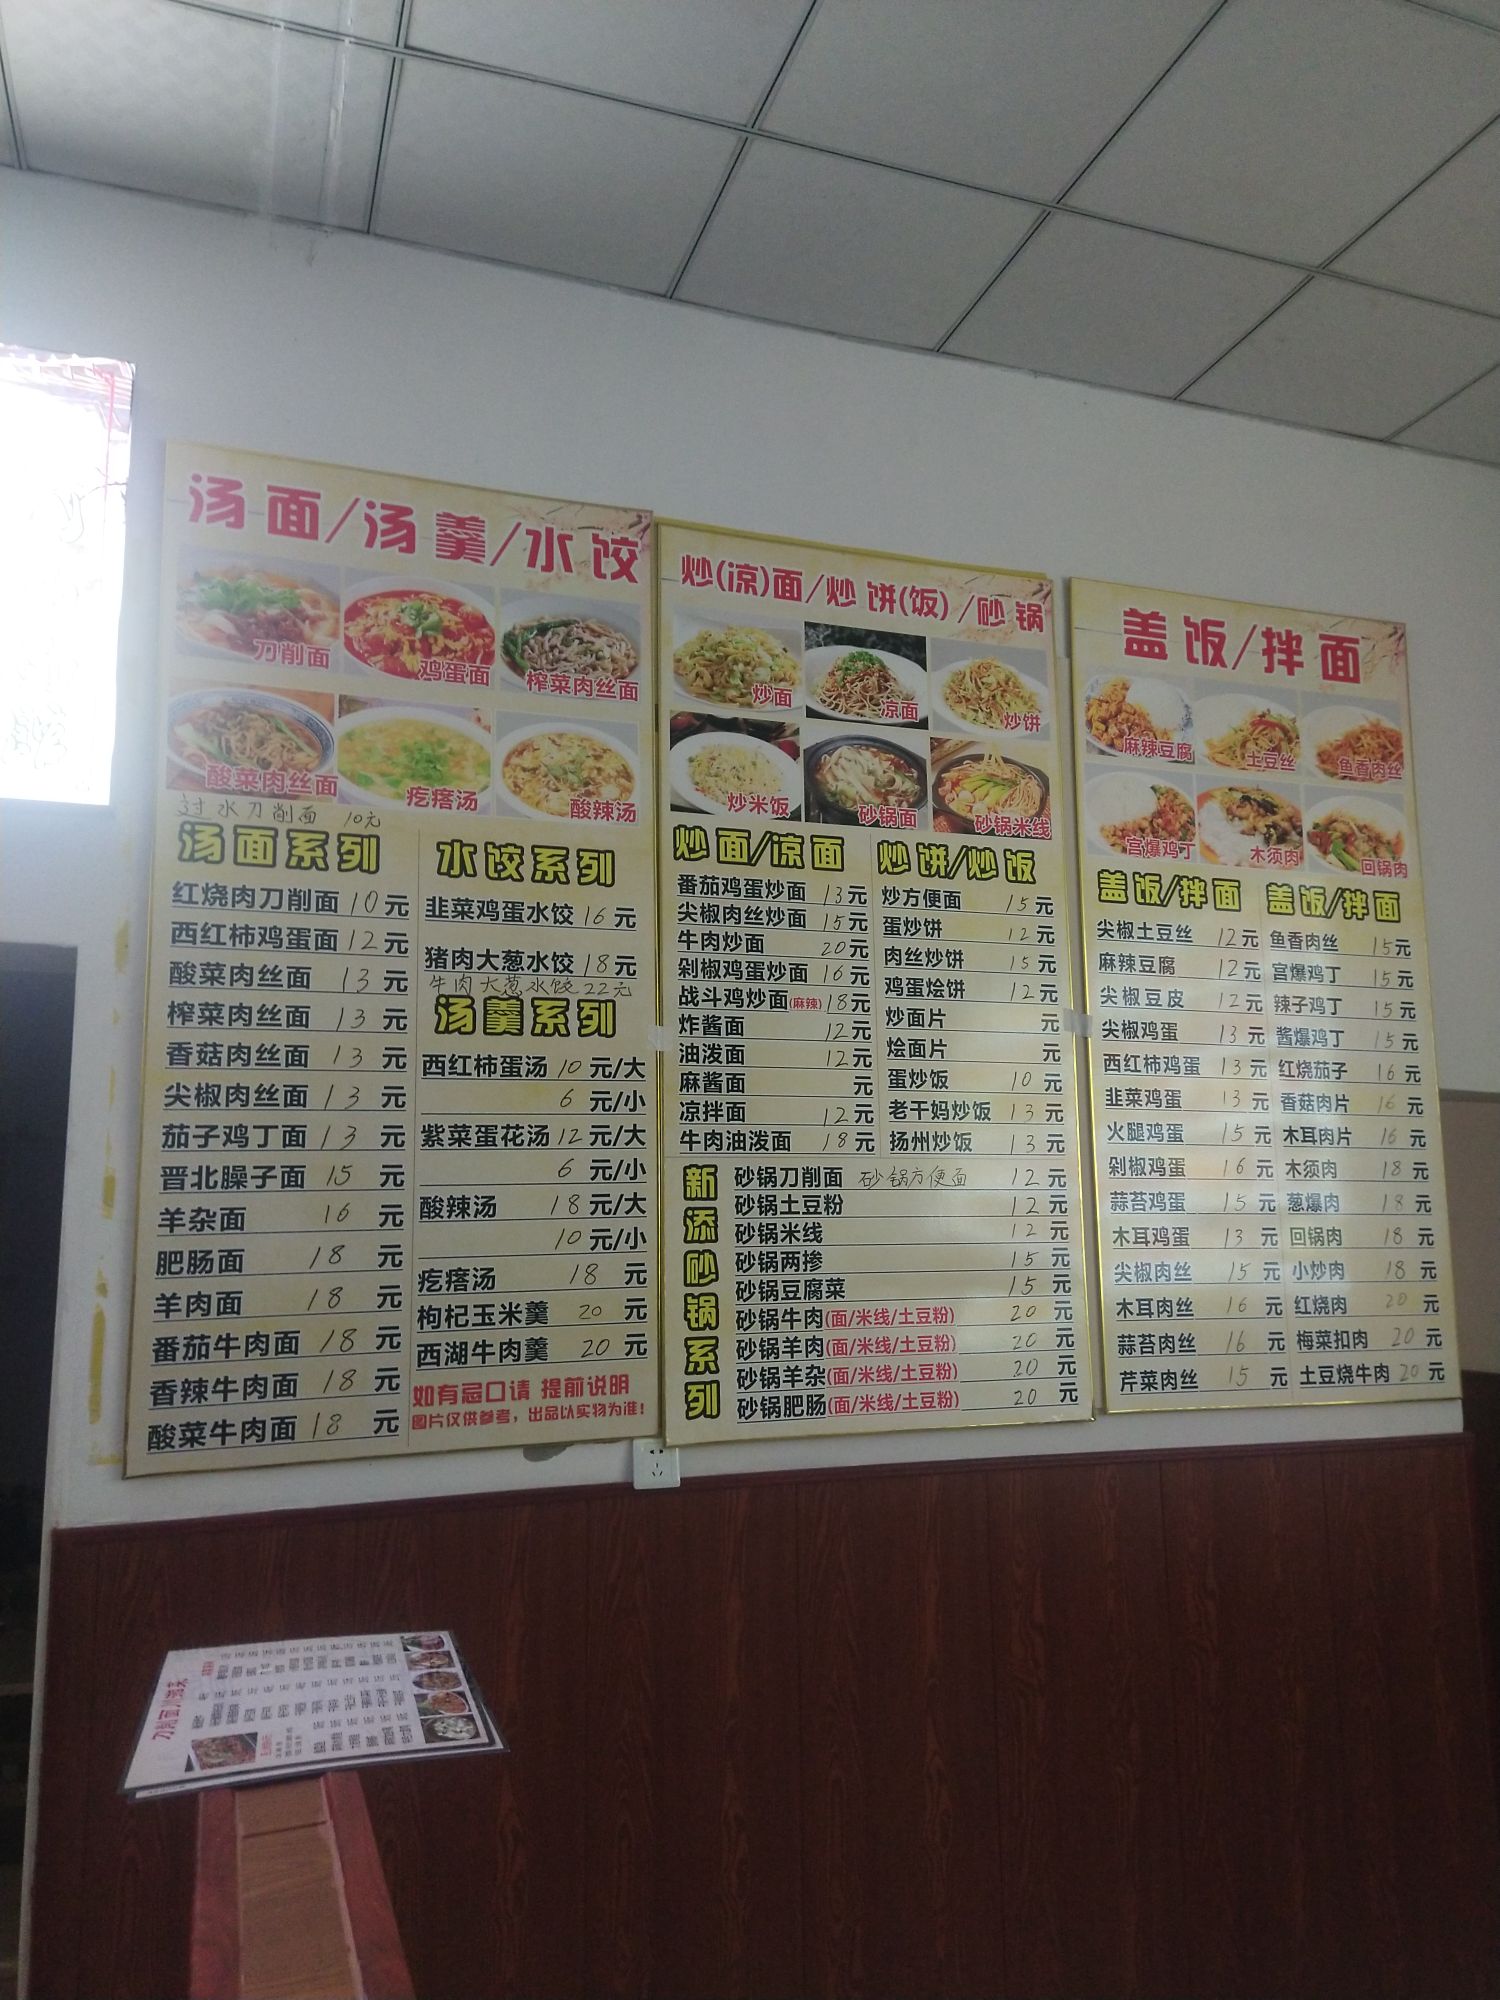 汤面/汤羹/水饺
刀削面
鸡蛋面
榨菜肉丝面
酸菜肉丝面
疙瘩汤
酸辣汤
过水刀削面 10元
汤面系列
红烧肉刀削面 10元
西红柿鸡蛋面 12元
酸菜肉丝面 13元
榨菜肉丝面 13元
香菇肉丝面 13元
尖椒肉丝面 13元
茄子鸡丁面 13元
晋北臊子面 15元
羊杂面 16元
肥肠面 18元
羊肉面 18元
番茄牛肉面 18元
香辣牛肉面 18元
酸菜牛肉面 18元
水饺系列
韭菜鸡蛋水饺 16元
猪肉大葱水饺 18元
牛肉大葱水饺22元
汤羹系列
西红柿蛋汤 10元/大
6元/小
紫菜蛋花汤 12元/大
6元/小
酸辣汤 18元/大
10元/小
疙瘩汤 18元
枸杞玉米羹 20元
西湖牛肉羹 20元
如有忌口请 提前说明
图片仅供参考，出品以实物为准！
炒(凉)面/炒饼(饭)/砂锅
炒面
凉面
炒饼
炒米饭
砂锅面
砂锅米线
炒面/凉面
番茄鸡蛋炒面 13元
尖椒肉丝炒面 15元
牛肉炒面 20元
剁椒鸡蛋炒面 16元
战斗鸡炒面(麻辣) 18元
炸酱面 12元
油泼面 12元
麻酱面 元
凉拌面 12元
牛肉油泼面 18元
炒饼/炒饭
炒方便面 15元
蛋炒饼 12元
肉丝炒饼 15元
鸡蛋烩饼 12元
炒面片 元
烩面片 元
蛋炒饭 10元
老干妈炒饭 13元
扬州炒饭 13元
新添砂锅系列
砂锅刀削面 砂锅方便面 12元
砂锅土豆粉 12元
砂锅米线 12元
砂锅两掺 15元
砂锅豆腐菜 15元
砂锅牛肉(面/米线/土豆粉) 20元
砂锅羊肉(面/米线/土豆粉) 20元
砂锅羊杂(面/米线/土豆粉) 20元
砂锅肥肠(面/米线/土豆粉) 20元
盖饭/拌面
麻辣豆腐
土豆丝
鱼香肉丝
宫爆鸡丁
木须肉
回锅肉
盖饭/拌面
尖椒土豆丝 12元
麻辣豆腐 12元
尖椒豆皮 12元
尖椒鸡蛋 13元
西红柿鸡蛋 13元
韭菜鸡蛋 13元
火腿鸡蛋 15元
剁椒鸡蛋 16元
蒜苔鸡蛋 15元
木耳鸡蛋 13元
尖椒肉丝 15元
木耳肉丝 16元
蒜苔肉丝 16元
芹菜肉丝 15元
盖饭/拌面
鱼香肉丝 15元
宫爆鸡丁 15元
辣子鸡丁 15元
酱爆鸡丁 15元
红烧茄子 16元
香菇肉片 16元
木耳肉片 16元
木须肉 18元
葱爆肉 18元
回锅肉 18元
小炒肉 18元
红烧肉 20元
梅菜扣肉 20元
土豆烧牛肉 20元